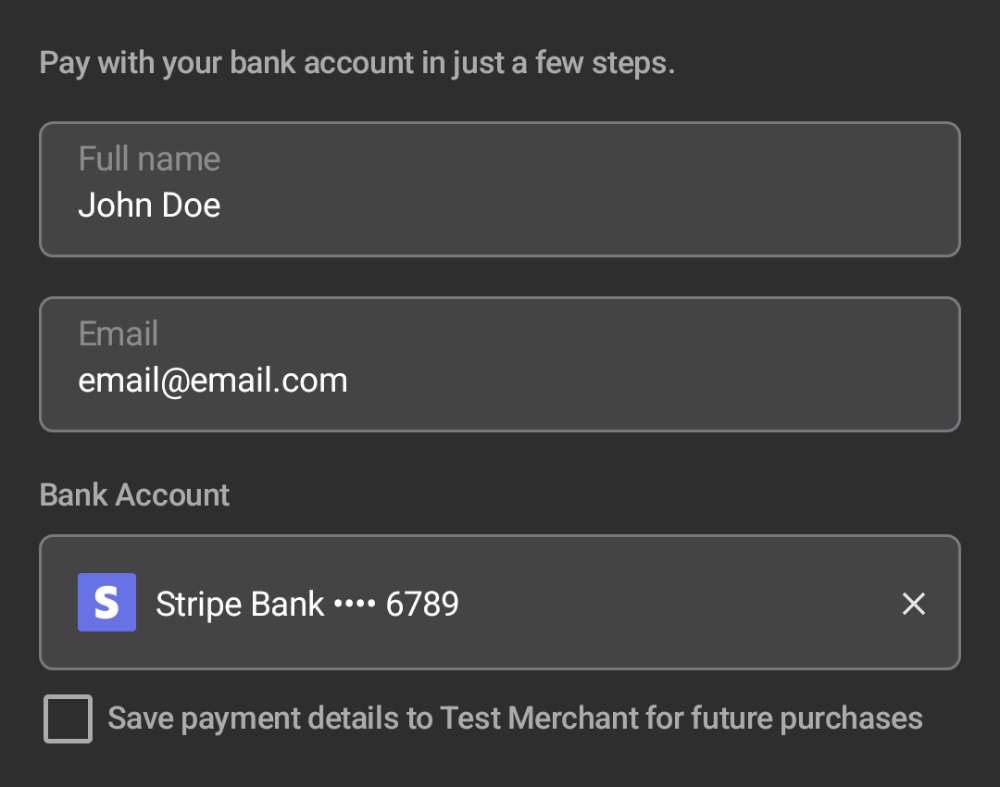 Pay with your bank account in just a few steps.
Full name
John Doe
Email
email@email.com
Bank Account
S Stripe Bank •••• 6789
Save payment details to Test Merchant for future purchases